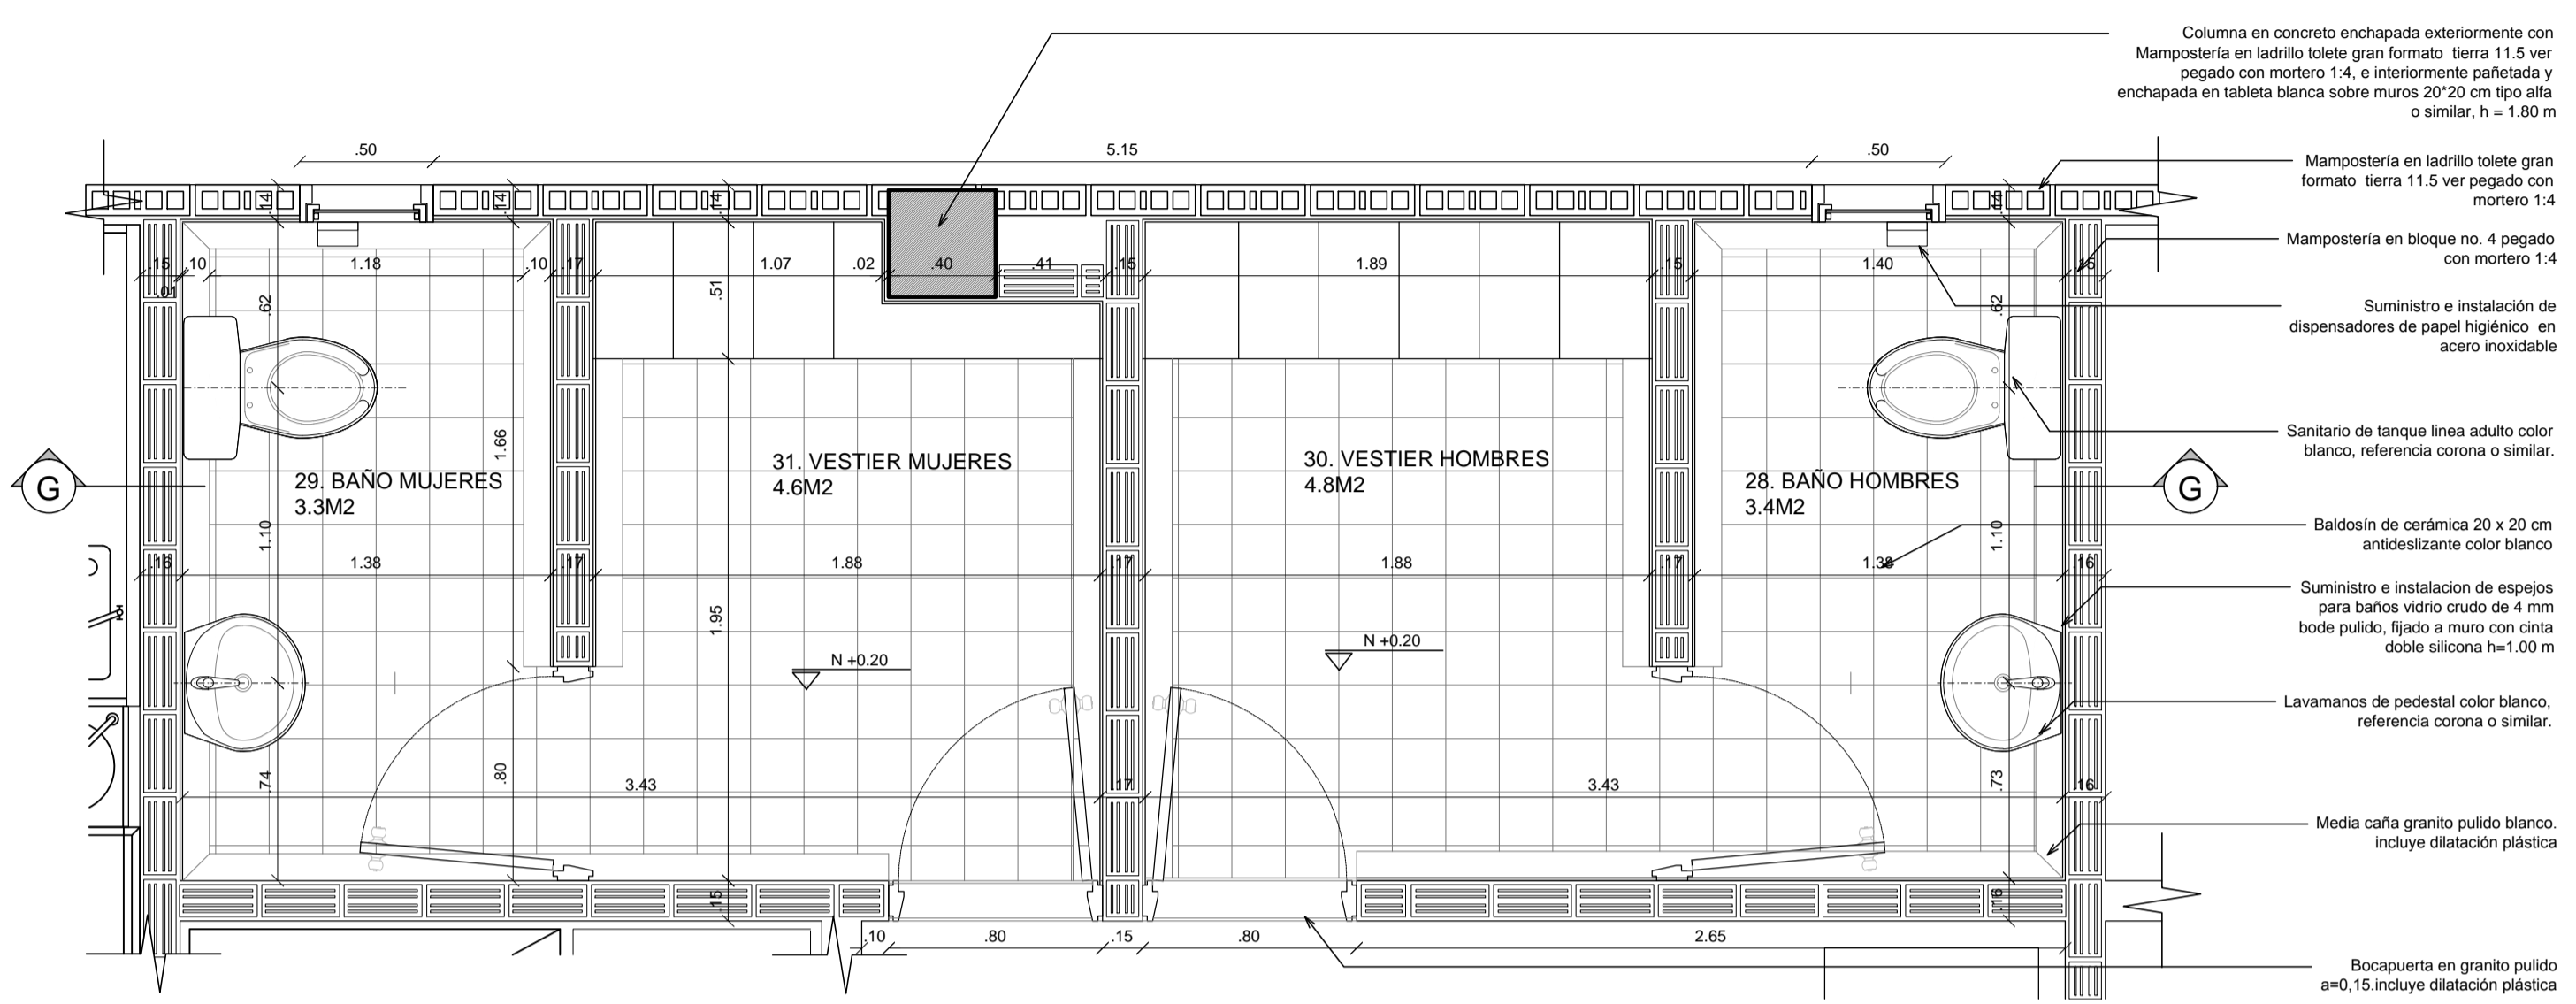 Columna en concreto enchapada exteriormente con
Mampostería en ladrillo tolete gran formato tierra 11.5 ver
pegado con mortero 1:4, e interiormente pañetada y
enchapada en tableta blanca sobre muros 20*20 cm tipo alfa
o similar, h = 1.80 m
.50
5.15
.50
Mampostería en ladrillo tolete gran
formato tierra 11.5 ver pegado con
mortero 1:4
.14
.14
.14
.14
Mampostería en bloque no. 4 pegado
con mortero 1:4
.15
.10
1.18
.10
.17
1.07
.02
.40
.41
.15
1.89
.15
1.40
.15
.01
.62
.51
.62
Suministro e instalación de
dispensadores de papel higiénico en
acero inoxidable
Sanitario de tanque linea adulto color
blanco, referencia corona o similar.
1.66
31. VESTIER MUJERES
4.6M2
30. VESTIER HOMBRES
4.8M2
29. BAÑO MUJERES
3.3M2
28. BAÑO HOMBRES
3.4M2
G
G
1.10
1.10
Baldosín de cerámica 20 x 20 cm
antideslizante color blanco
.16
1.38
.17
1.88
.17
1.88
.17
1.38
.16
Suministro e instalacion de espejos
para baños vidrio crudo de 4 mm
bode pulido, fijado a muro con cinta
doble silicona h=1.00 m
1.95
N +0.20
N +0.20
Lavamanos de pedestal color blanco,
referencia corona o similar.
.74
.80
3.43
.17
3.43
.73
.16
Media caña granito pulido blanco.
incluye dilatación plástica
.15
.16
.10
.80
.15
.80
2.65
Bocapuerta en granito pulido
a=0,15.incluye dilatación plástica